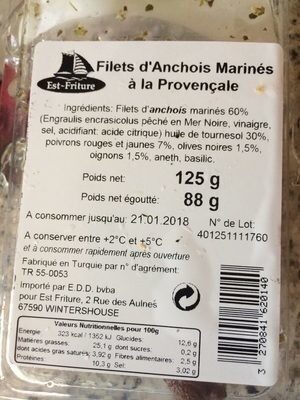 Est-Friture
Filets d'Anchois Marinés
à la Provençale
Ingrédients: Filets d'anchois marinés 60%
(Engraulis encrasicolus pêché en Mer Noire, vinaigre,
sel, acidifiant: acide citrique) huile de tournesol 30%,
poivrons rouges et jaunes 7%, olives noires 1,5%,
oignons 1,5%, aneth, basilic.
Poids net: 125 g
Poids net égoutté: 88 g
A consommer jusqu'au: 21.01.2018 N° de Lot:
401251111760
A conserver entre +2°C et +5°C
et à consommer rapidement après ouverture
Fabriqué en Turquie par n° d'agrément:
TR 55-0053
Importé par E.D.D. bvba
pour Est Friture, 2 Rue des Aulnes
67590 WINTERSHOUSE
Valeurs Nutritionnelles pour 100g
Energie 323 kcal / 1352 kJ Glucides: 12,6 g
Matières grasses: 25,1 g dont sucres: 0,2 g
dont acides gras saturés: 3,92 g Fibres alimentaires: 2,5 g
Protéines: 10,3 g Sel: 3,02 g
3 270841 620140